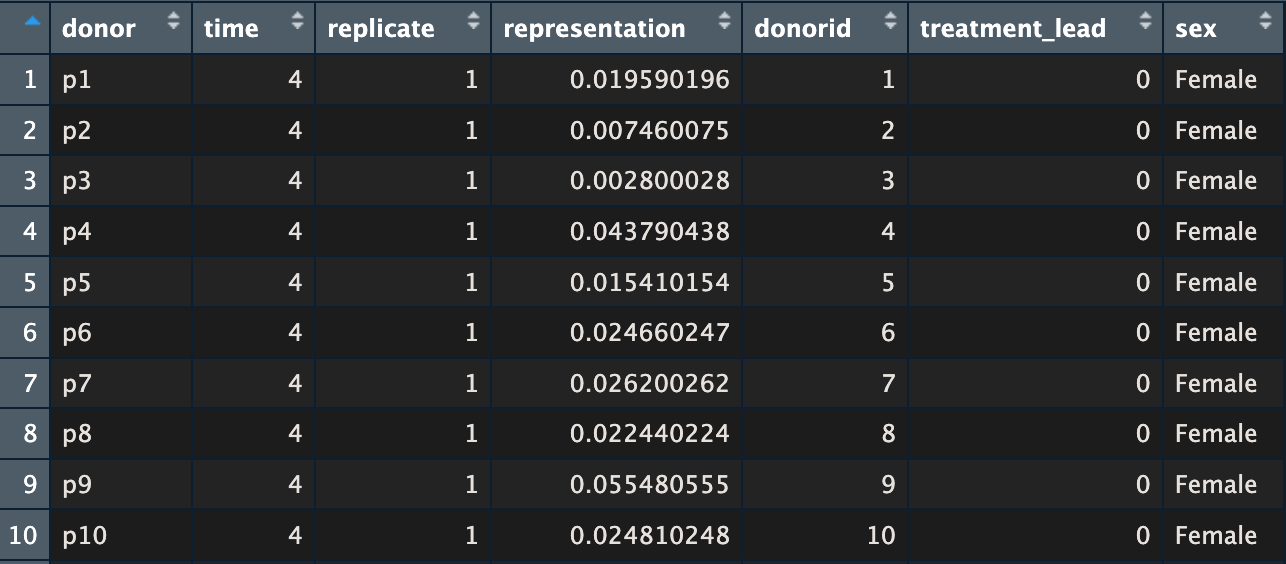 donor time replicate representation donorid treatment_lead sex
1 p1 4 1 0.019590196 1 0 Female
2 p2 4 1 0.007460075 2 0 Female
3 p3 4 1 0.002800028 3 0 Female
4 p4 4 1 0.043790438 4 0 Female
5 p5 4 1 0.015410154 5 0 Female
6 p6 4 1 0.024660247 6 0 Female
7 p7 4 1 0.026200262 7 0 Female
8 p8 4 1 0.022440224 8 0 Female
9 p9 4 1 0.055480555 9 0 Female
10 p10 4 1 0.024810248 10 0 Female